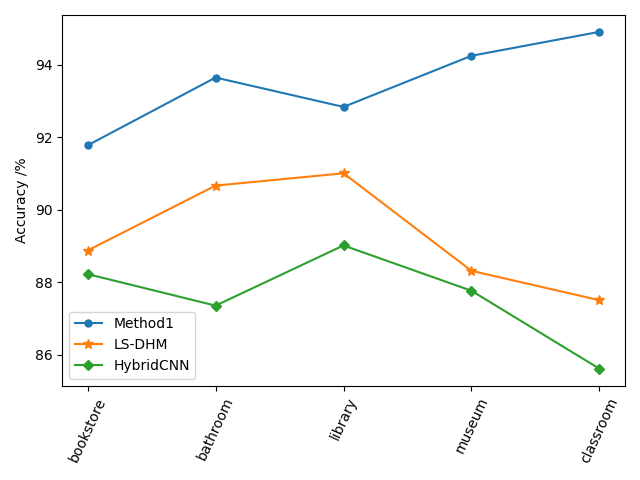 94
92
90
88
86
Accuracy /%
Method1
LS-DHM
HybridCNN
bookstore
bathroom
library
museum
classroom